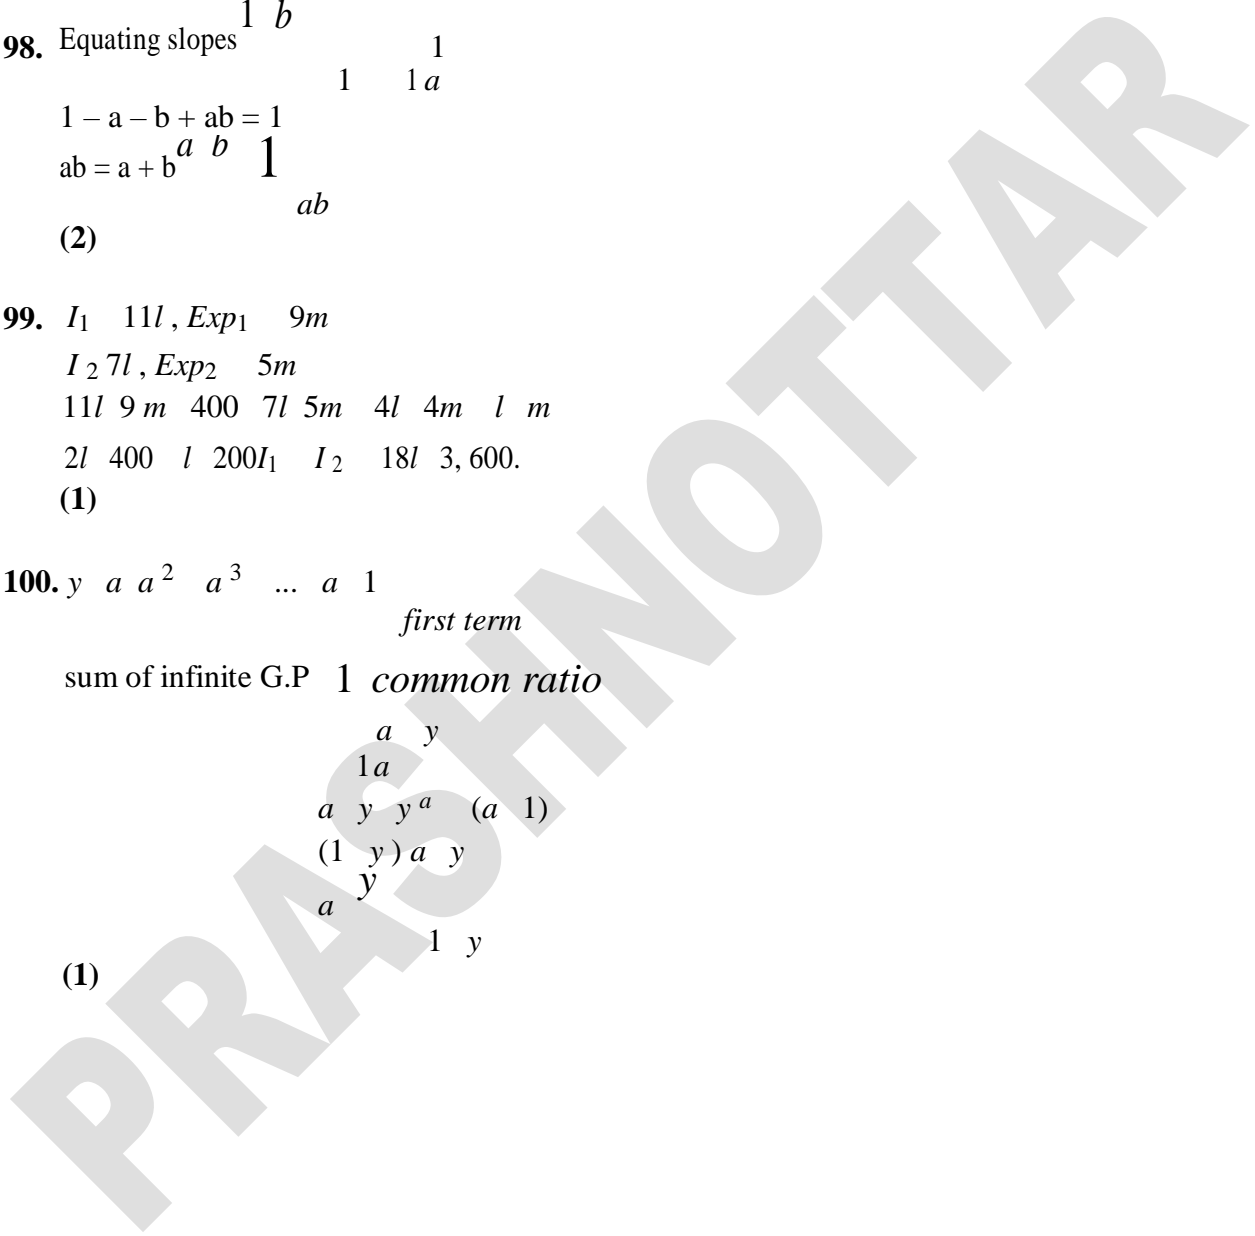 98. Equating slopes 1 b
1
1 1 a
1 – a – b + ab = 1
ab = a + b a b 1
ab
(2)
99. I1 11l , Exp1 9m
I 2 7l , Exp2 5m
11l 9 m 400 7l 5m 4l 4m l m
2l 400 l 200I1 I 2 18l 3, 600.
(1)
100. y a a 2 a 3 ... a 1
first term
sum of infinite G.P 1 common ratio
a y
1 a
a y y a (a 1)
(1 y ) a y
y
a
1 y
(1)
PRASHNOTTAR